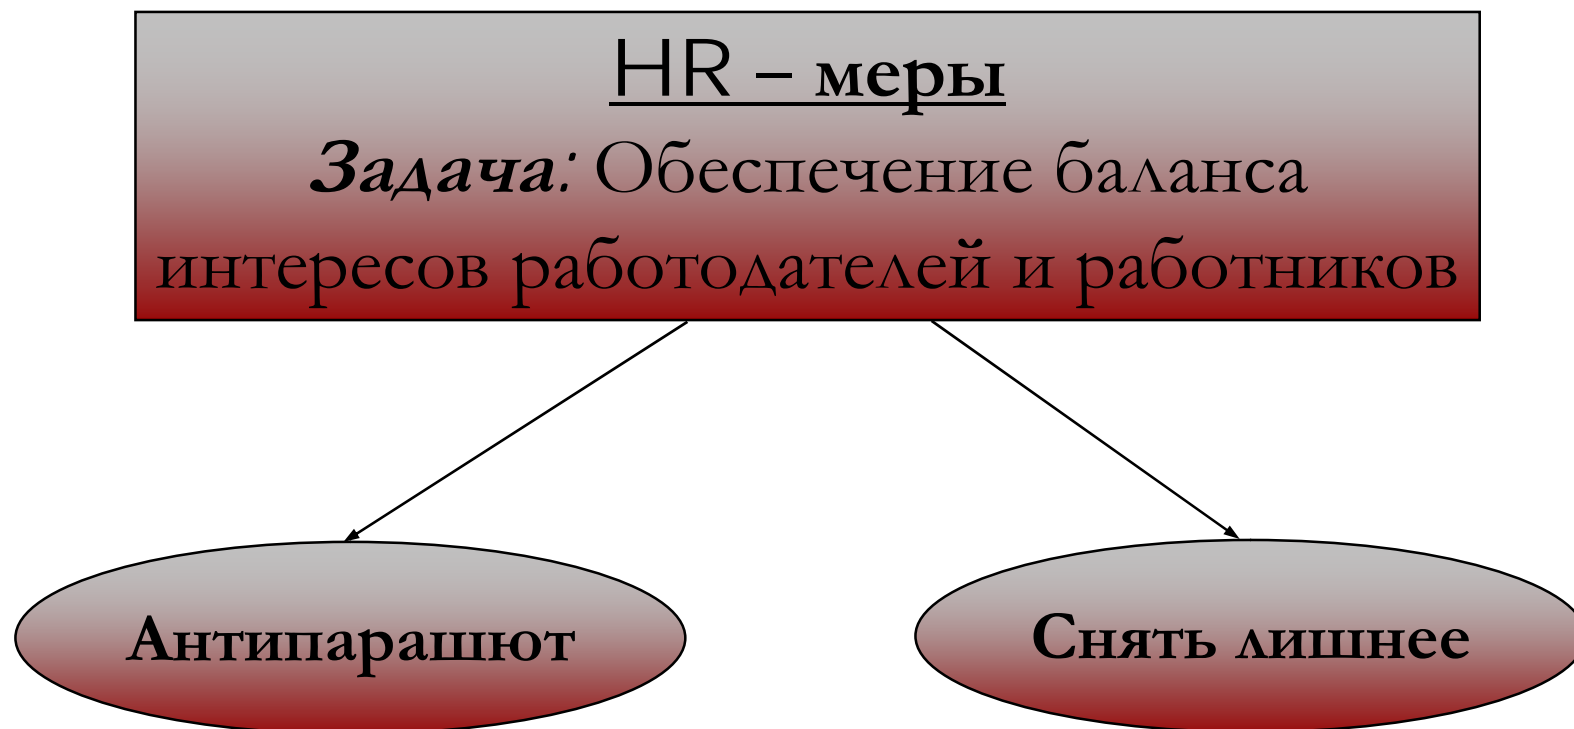 HR – меры
Задача: Обеспечение баланса
интересов работодателей и работников
Антипарашют
Снять лишнее